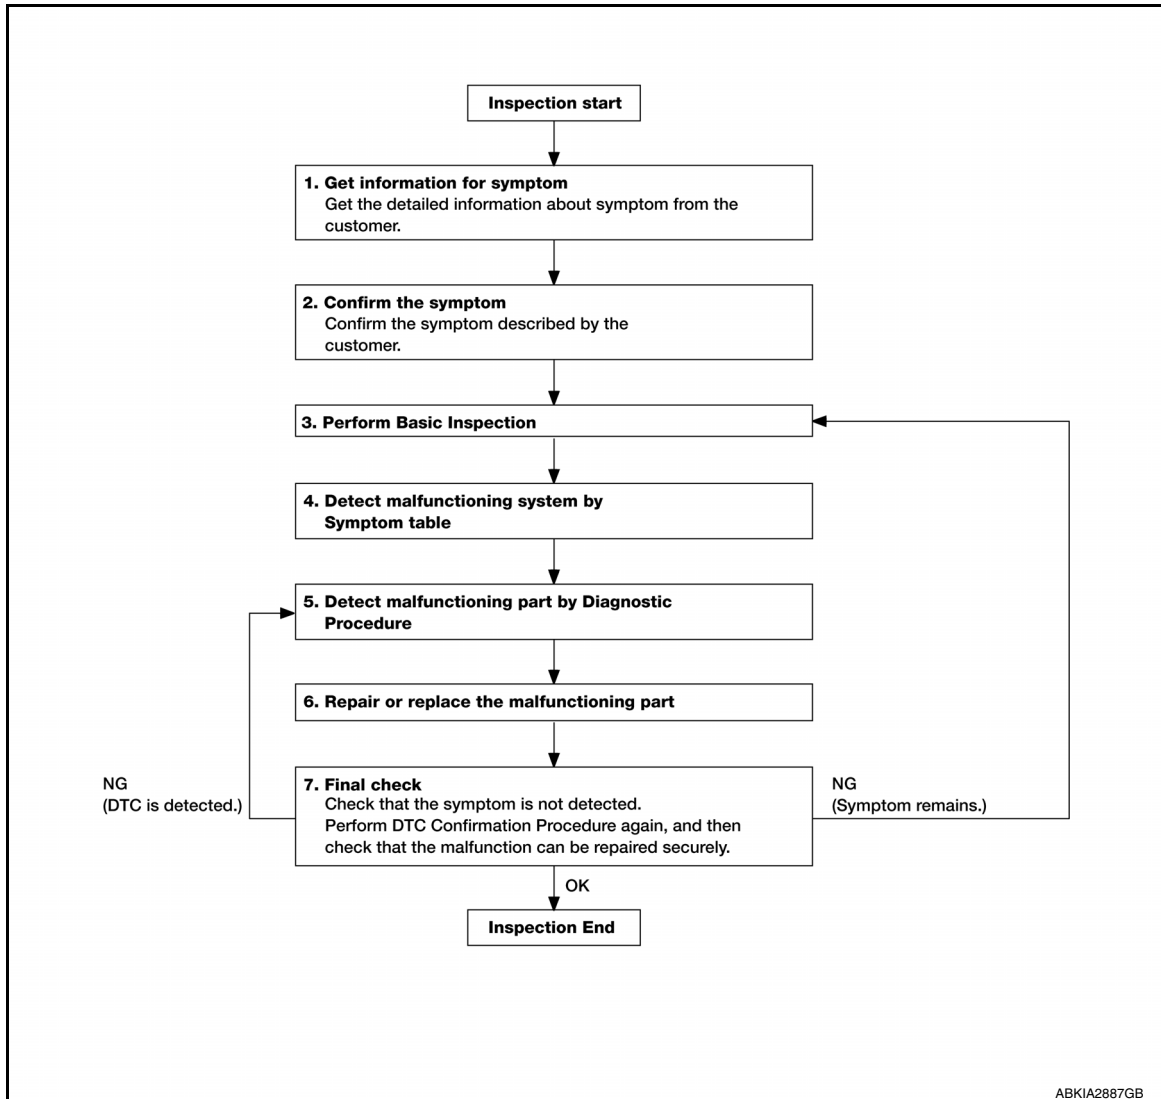 Inspection start
1. Get information for symptom
Get the detailed information about symptom from the
customer.
2. Confirm the symptom
Confirm the symptom described by the
customer.
3. Perform Basic Inspection
4. Detect malfunctioning system by
Symptom table
5. Detect malfunctioning part by Diagnostic
Procedure
6. Repair or replace the malfunctioning part
NG
(DTC is detected.)
7. Final check
Check that the symptom is not detected.
Perform DTC Confirmation Procedure again, and then
check that the malfunction can be repaired securely.
NG
(Symptom remains.)
OK
Inspection End
ABKIA2887GB